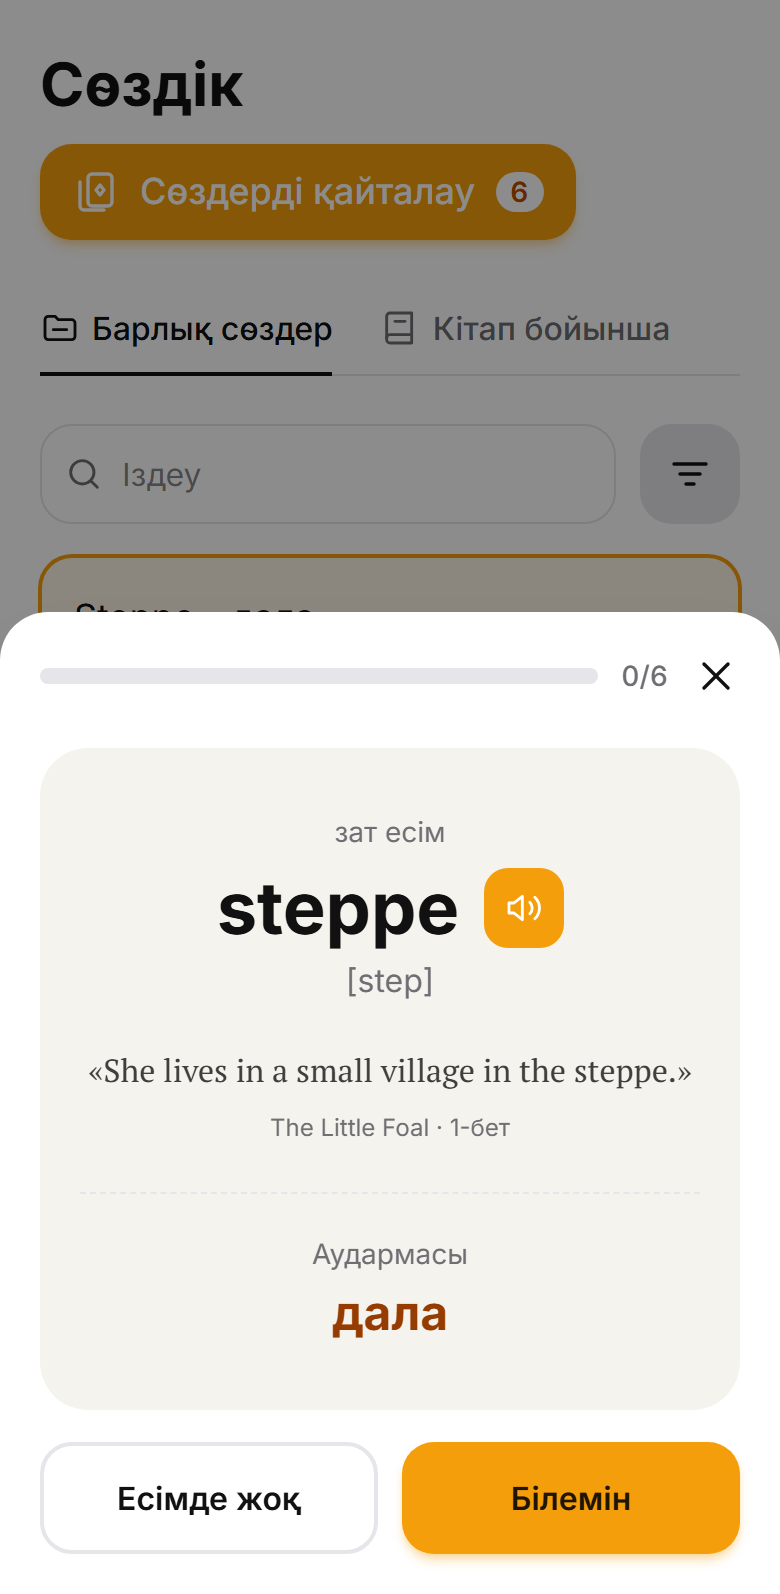 Сөздік
Сөздерді қайталау 6
Барлық сөздер Кітап бойынша
Іздеу
0/6
зат есім
steppe
[step]
«She lives in a small village in the steppe.»
The Little Foal · 1-бет
Аудармасы
дала
Есімде жоқ Білемін